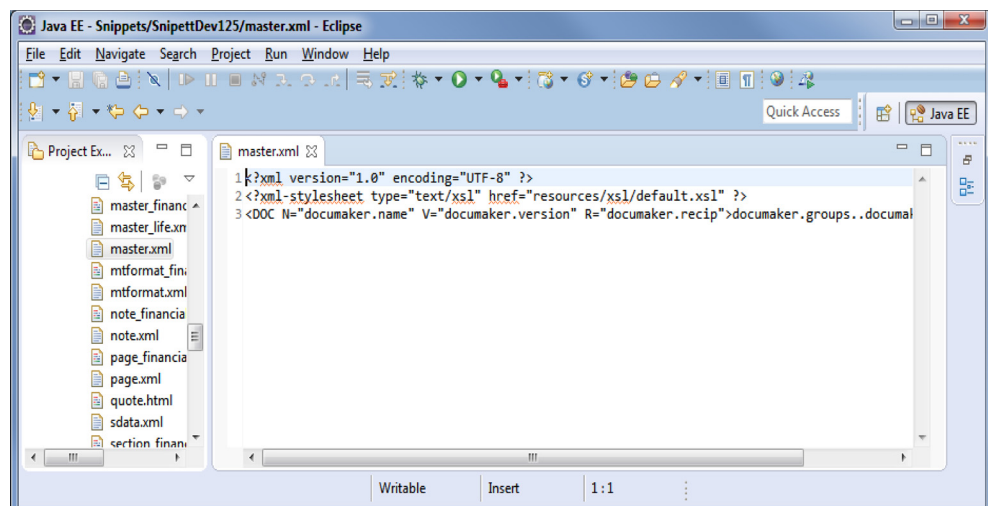 Java EE - Snippets/SnipettDev125/master.xml - Eclipse
File Edit Navigate Search Project Run Window Help
Quick Access
Java EE
Project Ex...
master.xml
master_financ
master_life.xm
master.xml
mtformat_fina
mtformat.xml
note_financia
note.xml
page_financia
page.xml
quote.html
sdata.xml
section_financ
1 <?xml version="1.0" encoding="UTF-8" ?>
2 <?xml-stylesheet type="text/xsl" href="resources/xsl/default.xsl" ?>
3 <DOC N="documaker.name" V="documaker.version" R="documaker.recip">documaker.groups..documak
Writable Insert 1:1